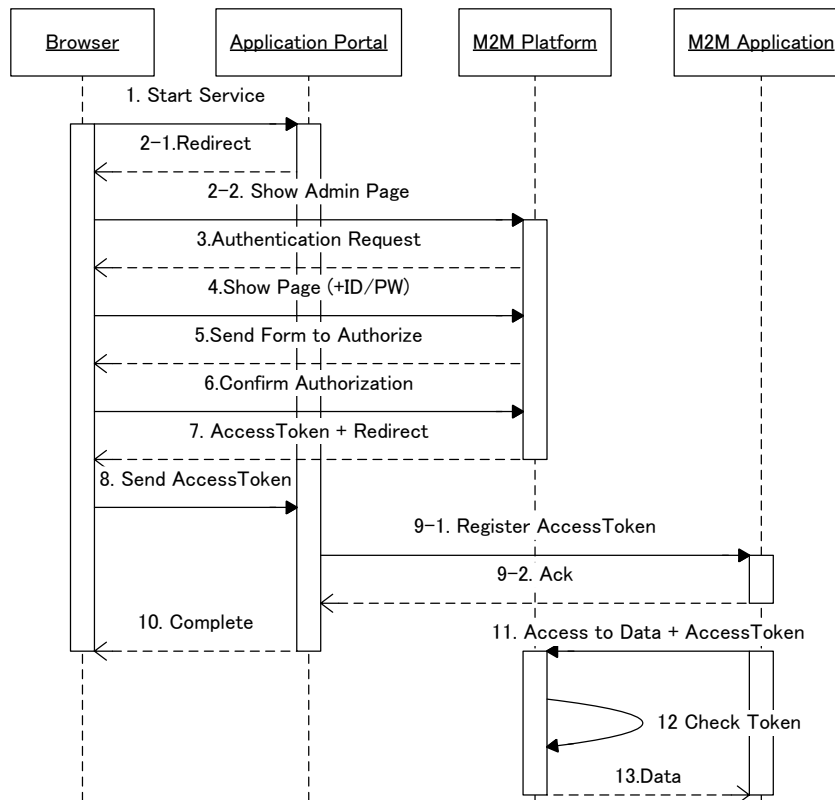 Browser
Application Portal
M2M Platform
M2M Application
1. Start Service
2-1.Redirect
2-2. Show Admin Page
3.Authentication Request
4.Show Page (+ID/PW)
5.Send Form to Authorize
6.Confirm Authorization
7. AccessToken + Redirect
8. Send AccessToken
9-1. Register AccessToken
9-2. Ack
10. Complete
11. Access to Data + AccessToken
12 Check Token
13.Data